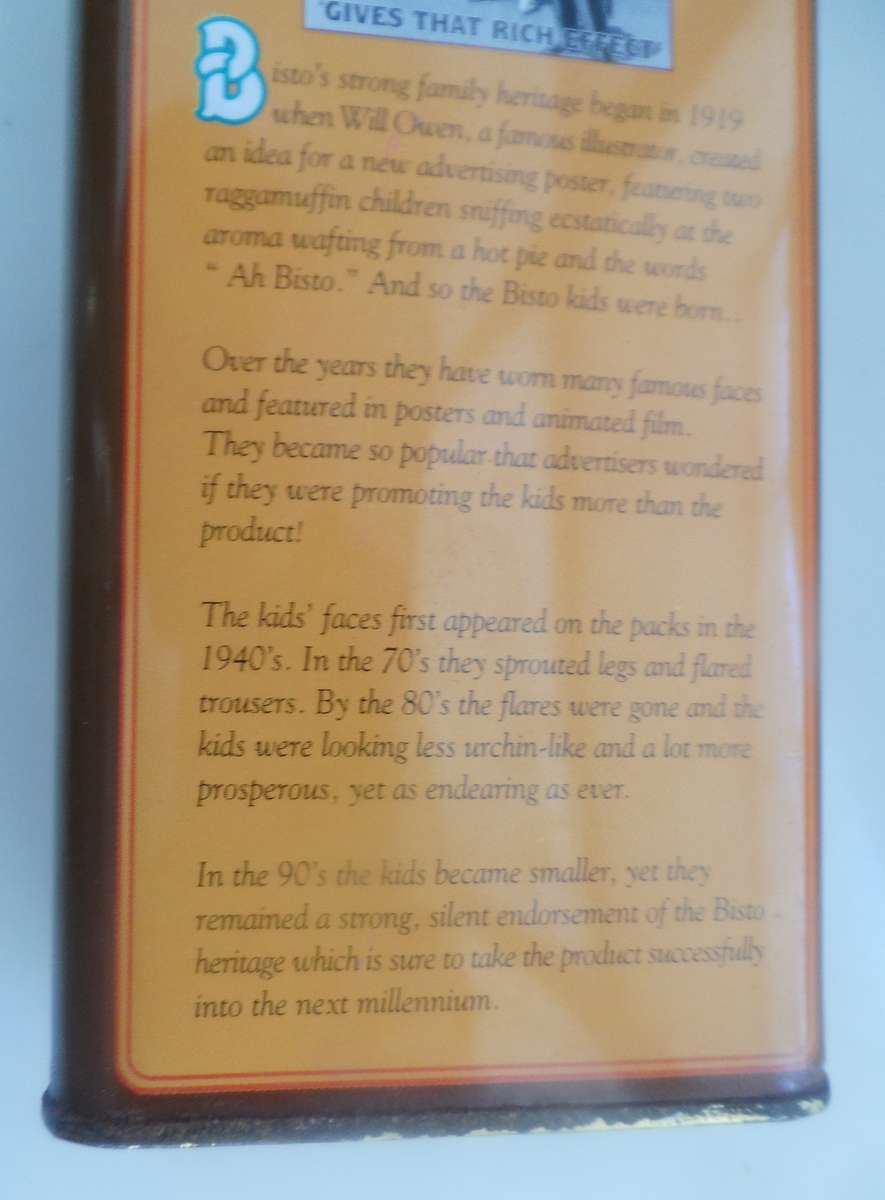 'GIVES THAT RICH EFFECT'
Bisto's strong family heritage began in 1919
when Will Owen, a famous illustrator, created
an idea for a new advertising poster, featuring two
raggamuffin children sniffing ecstatically at the
aroma wafting from a hot pie and the words
“ Ah Bisto.” And so the Bisto kids were born...
Over the years they have worn many famous faces
and featured in posters and animated film.
They became so popular that advertisers wondered
if they were promoting the kids more than the
product!
The kids' faces first appeared on the packs in the
1940's. In the 70's they sprouted legs and flared
trousers. By the 80's the flares were gone and the
kids were looking less urchin-like and a lot more
prosperous, yet as endearing as ever.
In the 90's the kids became smaller, yet they
remained a strong, silent endorsement of the Bisto
heritage which is sure to take the product successfully
into the next millennium.